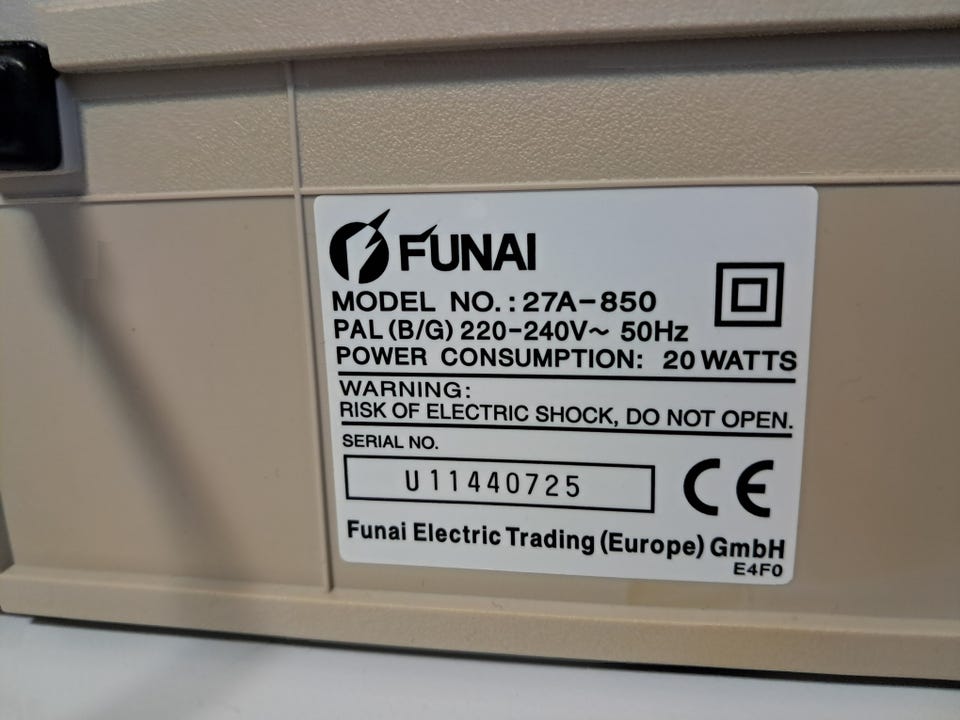 FUNAI
MODEL NO.: 27A-850
PAL (B/G) 220-240V~ 50Hz
POWER CONSUMPTION: 20 WATTS
WARNING:
RISK OF ELECTRIC SHOCK, DO NOT OPEN.
SERIAL NO.
U11440725
CE
Funai Electric Trading (Europe) GmbH
E4F0